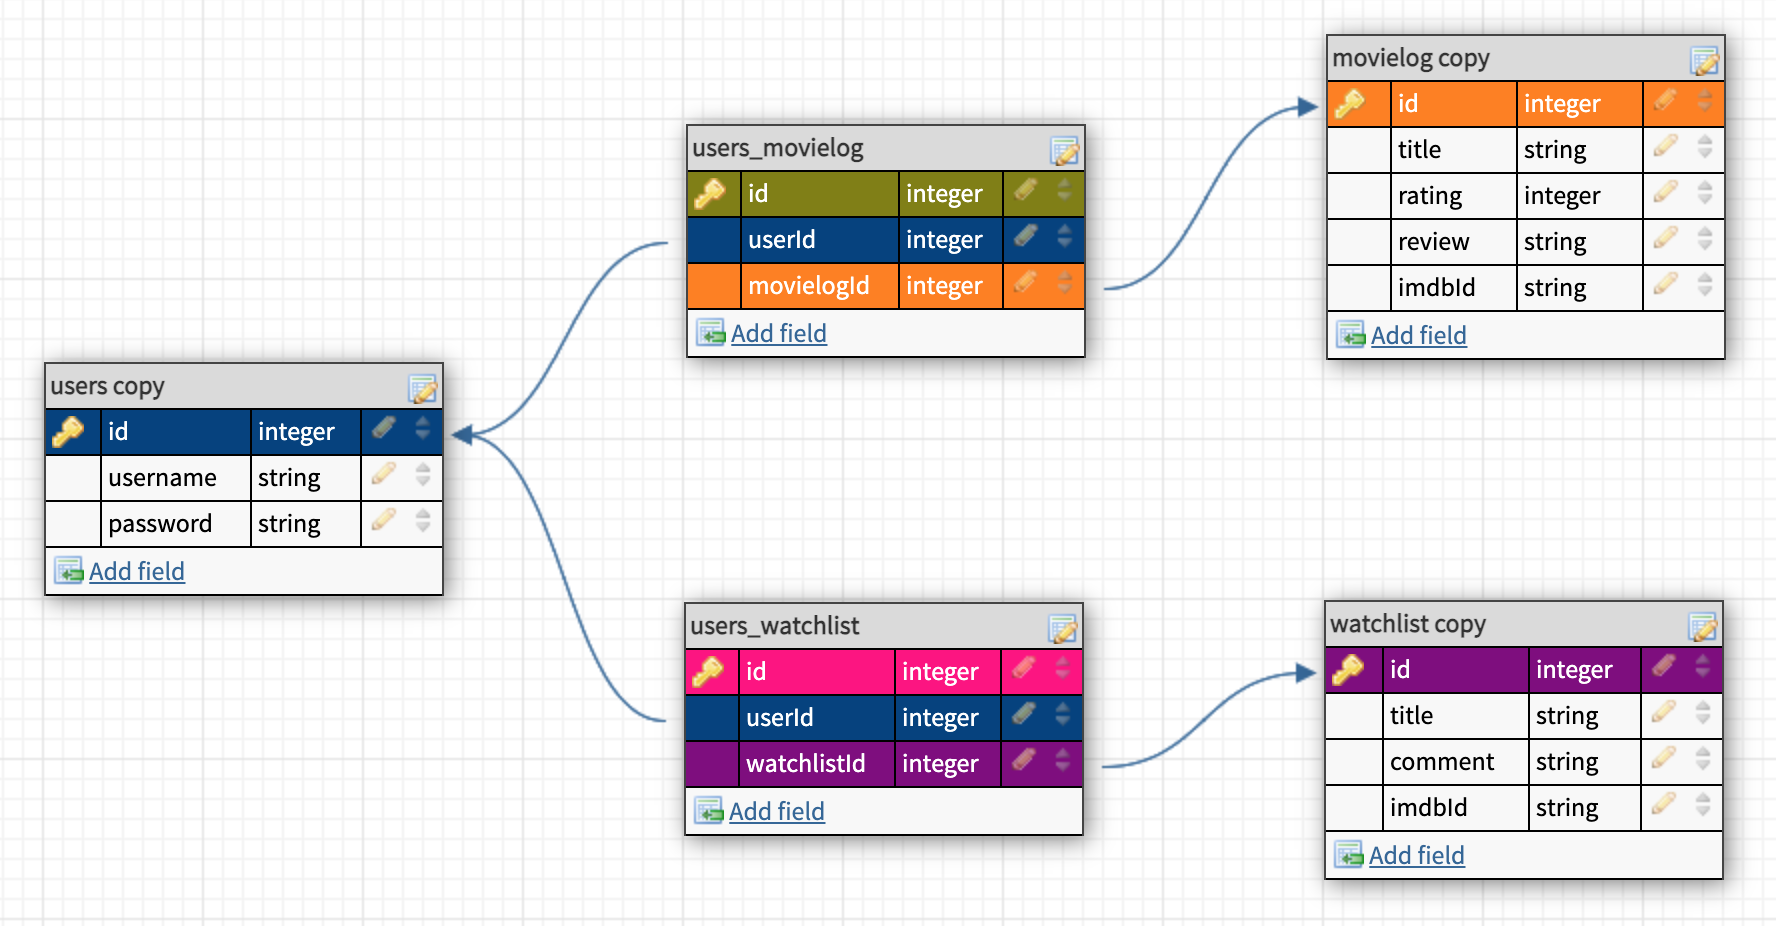 users copy
id integer
username string
password string
Add field
users_movielog
id integer
userId integer
movielogId integer
Add field
movielog copy
id integer
title string
rating integer
review string
imdbId string
Add field
users_watchlist
id integer
userId integer
watchlistId integer
Add field
watchlist copy
id integer
title string
comment string
imdbId string
Add field